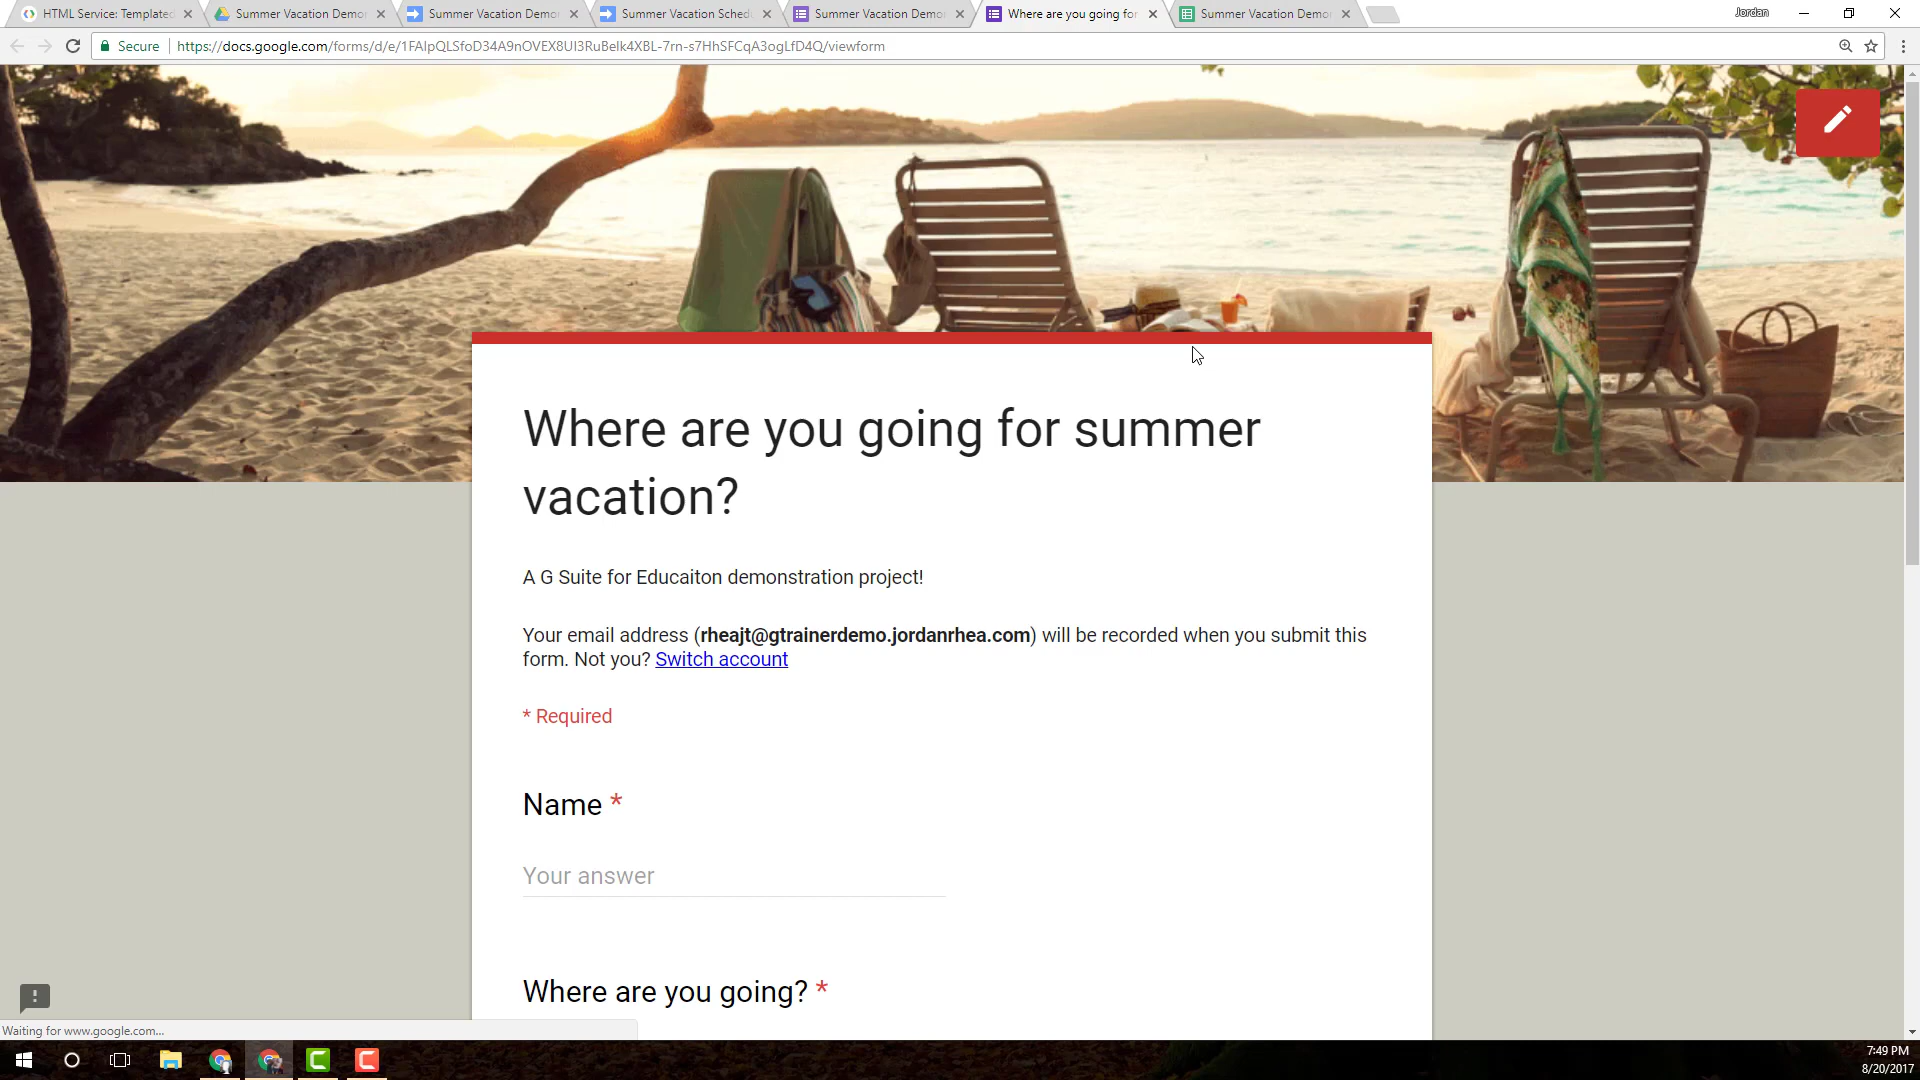 HTML Service: Templated
Summer Vacation Demo
Summer Vacation Demo
Summer Vacation Sched
Summer Vacation Demo
Where are you going for
Summer Vacation Demo
Jordan
Secure
https://docs.google.com/forms/d/e/1FAIpQLSfoD34A9nOVEX8UI3RuBelk4XBL-7rn-s7HhSFCqA3ogLfD4Q/viewform
Where are you going for summer
vacation?
A G Suite for Educaiton demonstration project!
Your email address (rheajt@gtrainerdemo.jordanrhea.com) will be recorded when you submit this
form. Not you? Switch account
* Required
Name *
Your answer
Where are you going? *
Waiting for www.google.com...
7:49 PM
8/20/2017